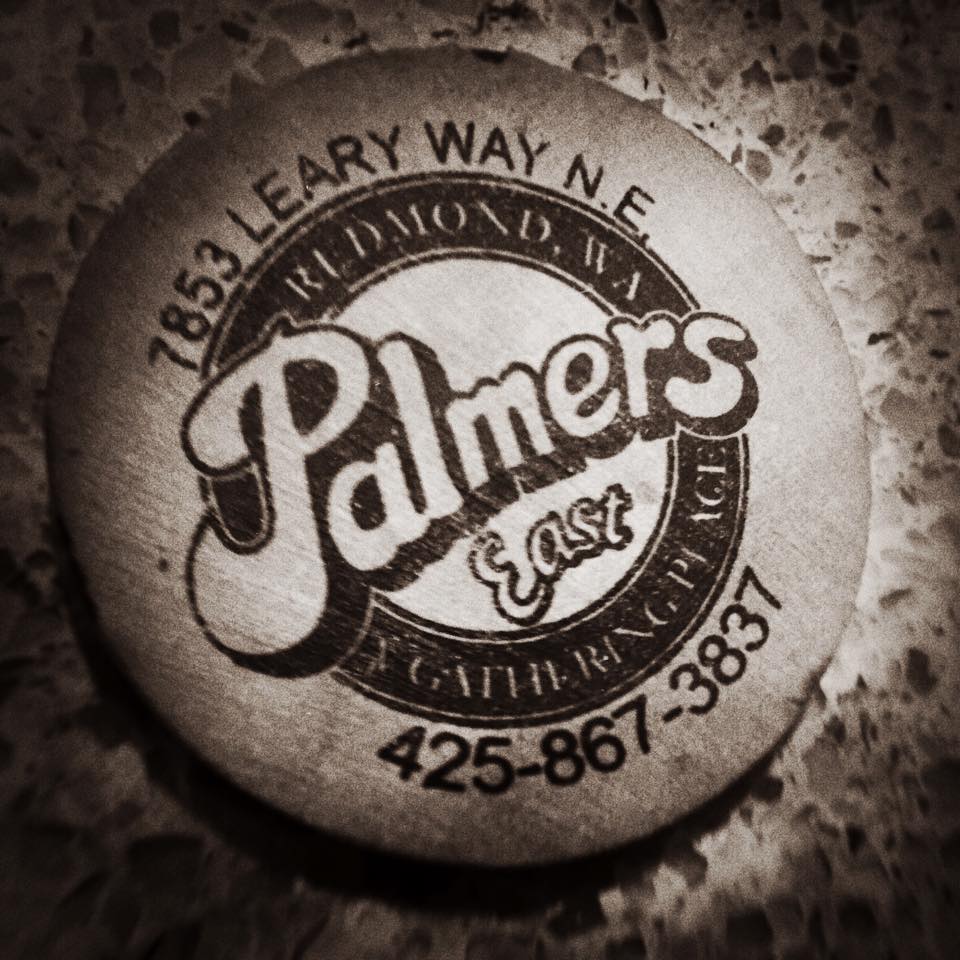 7853 LEARY WAY N.E.
REDMOND, WA
Palmers
East
A GATHERING PLACE
425-867-3837